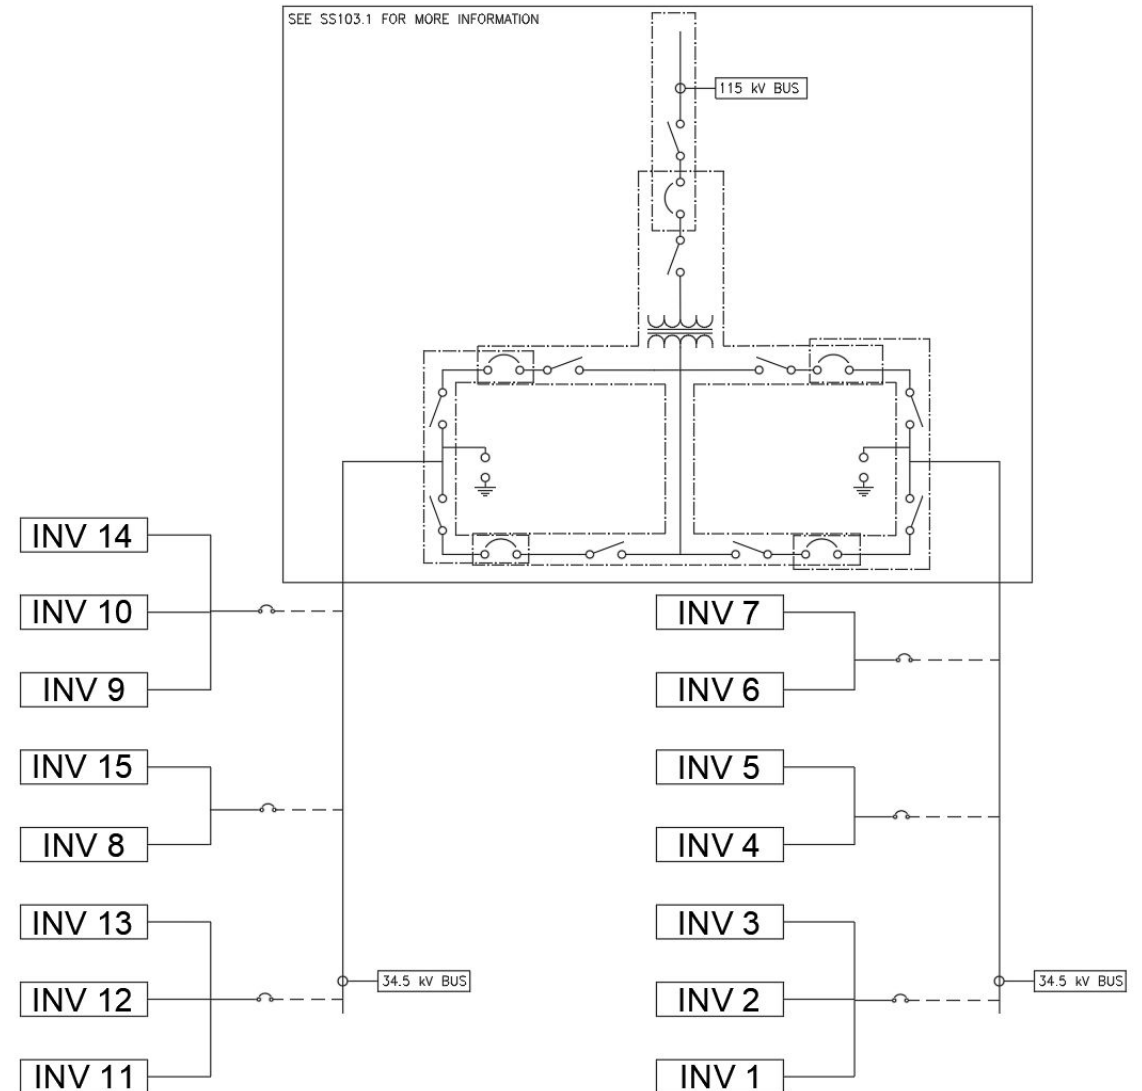 SEE SS103.1 FOR MORE INFORMATION
115 kV BUS
INV 14
INV 10
INV 9
INV 15
INV 8
INV 13
INV 12
INV 11
34.5 kV BUS
INV 7
INV 6
INV 5
INV 4
INV 3
INV 2
INV 1
34.5 kV BUS